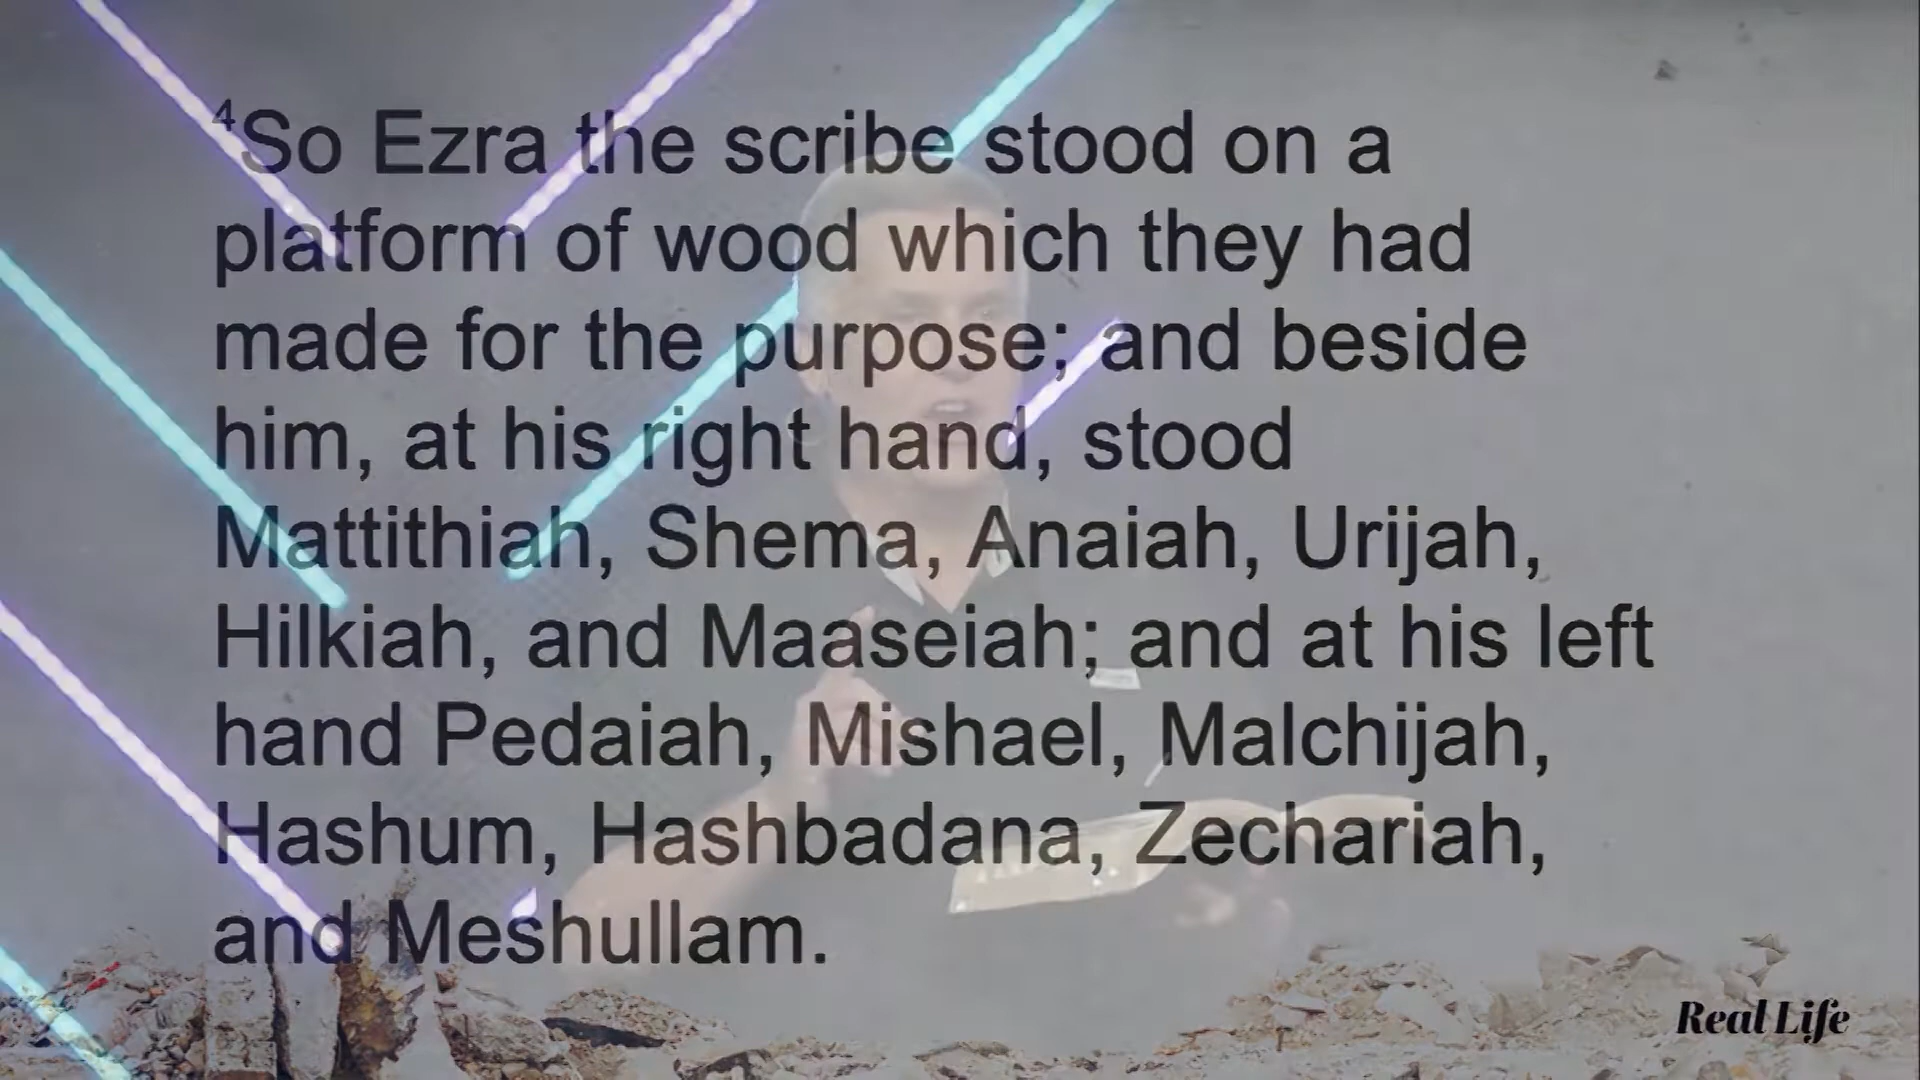 ⁴So Ezra the scribe stood on a
platform of wood which they had
made for the purpose; and beside
him, at his right hand, stood
Mattithiah, Shema, Anaiah, Urijah,
Hilkiah, and Maaseiah; and at his left
hand Pedaiah, Mishael, Malchijah,
Hashum, Hashbadana, Zechariah,
and Meshullam.
Real Life